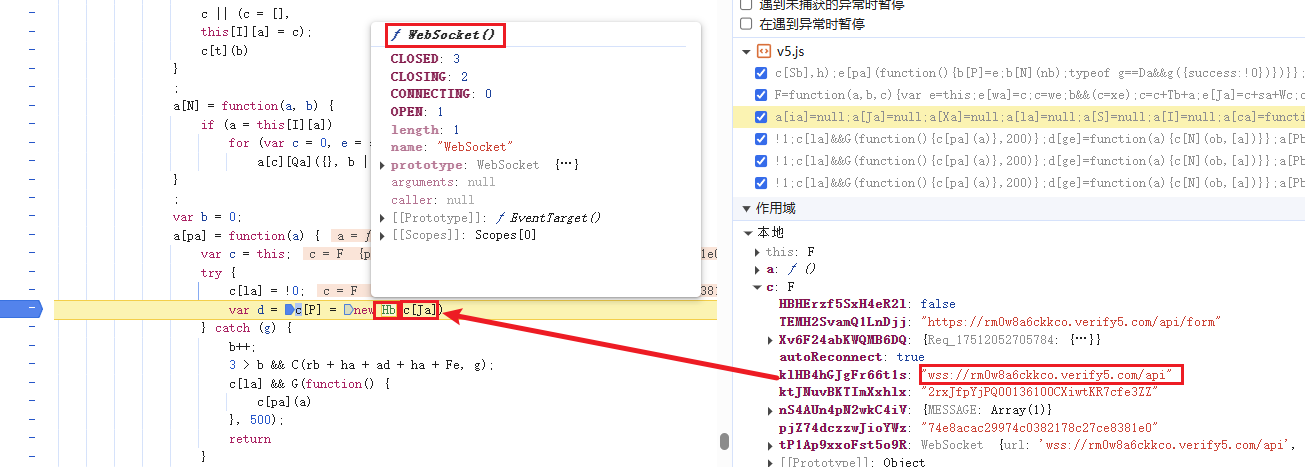 c || (c = [],
this[I][a] = c);
c[t](b)
}
;
a[N] = function(a, b) {
if (a = this[I][a])
for (var c = 0, e =
a[c][Qa]({}, b ||
}
;
var b = 0;
a[pa] = function(a) { a = f
var c = this; c = F {p
try {
c[la] = !0; c = F
var d = c[P] = new Hb(c[Ja])
} catch (g) {
b++;
3 > b && C(rb + ha + ad + ha + Fe, g);
c[la] && G(function() {
c[pa](a)
}, 500);
return
}
f WebSocket()
CLOSED: 3
CLOSING: 2
CONNECTING: 0
OPEN: 1
length: 1
name: "WebSocket"
prototype: WebSocket {…}
arguments: null
caller: null
[[Prototype]]: f EventTarget()
[[Scopes]]: Scopes[0]
遇到未捕获的异常时暂停
在遇到异常时暂停
v5.js
c[Sb],h);e[pa](function(){b[P]=e;b[N](nb);typeof g==Da&&g({success:!0})})}};
F=function(a,b,c){var e=this;e[wa]=c;c=we;b&&(c=xe);c=c+Tb+a;e[Ja]=c+sa+Wc;c
a[ia]=null;a[Ja]=null;a[Xa]=null;a[la]=null;a[S]=null;a[I]=null;a[ca]=functi
!1;c[la]&&G(function(){c[pa](a)},200)};d[ge]=function(a){c[N](ob,[a])}};a[Pb
!1;c[la]&&G(function(){c[pa](a)},200)};d[ge]=function(a){c[N](ob,[a])}};a[Pb
!1;c[la]&&G(function(){c[pa](a)},200)};d[ge]=function(a){c[N](ob,[a])}};a[Pb
作用域
本地
this: F
a: f ()
c: F
HBHErzf5SxH4eR21: false
TEMH2SvamQ1LnDjj: "https://rm0w8a6ckkco.verify5.com/api/form"
Xv6F24abKWQMB6DQ: {Req_17512052705784: {…}}
autoReconnect: true
klHB4hGJgFr66t1s: "wss://rm0w8a6ckkco.verify5.com/api"
ktJNuvBKTImXxhlx: "2rxJfpYjPQ00136100CXiwtKR7cfe3ZZ"
nS4AUn4pN2wkC4iV: {MESSAGE: Array(1)}
pjZ74dczzwJioYWz: "74e8acac29974c0382178c27ce8381e0"
tP1Ap9xxoFst5o9R: WebSocket {url: 'wss://rm0w8a6ckkco.verify5.com/api',
[[Prototype]]: Object